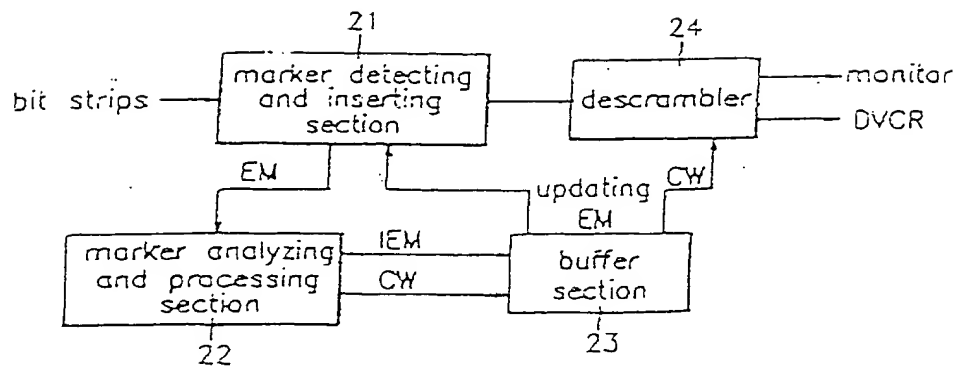 21
24
marker detecting
and inserting
section
bit strips
descrambler
monitor
DVCR
EM
updating
EM
CW
marker analyzing
and processing
section
IEM
CW
buffer
section
22
23